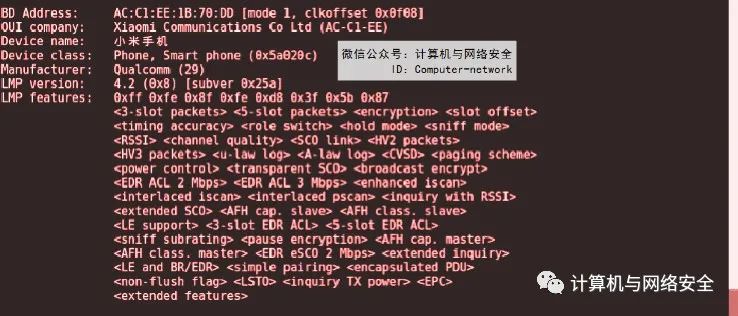 BD Address: AC:C1:EE:1B:70:DD [mode 1, clkoffset 0x0f08]
OUI company: Xiaomi Communications Co Ltd (AC-C1-EE)
Device name: 小米手机
Device class: Phone, Smart phone (0x5a020c)
Manufacturer: Qualcomm (29)
LMP version: 4.2 (0x8) [subver 0x25a]
LMP features: 0xff 0xfe 0x8f 0xfe 0xd8 0x3f 0x5b 0x87
<3-slot packets> <5-slot packets> <encryption> <slot offset>
<timing accuracy> <role switch> <hold mode> <sniff mode>
<RSSI> <channel quality> <SCO link> <HV2 packets>
<HV3 packets> <u-law log> <A-law log> <CVSD> <paging scheme>
<power control> <transparent SCO> <broadcast encrypt>
<EDR ACL 2 Mbps> <EDR ACL 3 Mbps> <enhanced iscan>
<interlaced iscan> <interlaced pscan> <inquiry with RSSI>
<extended SCO> <AFH cap. slave> <AFH class. slave>
<LE support> <3-slot EDR ACL> <5-slot EDR ACL>
<sniff subrating> <pause encryption> <AFH cap. master>
<AFH class. master> <EDR eSCO 2 Mbps> <extended inquiry>
<LE and BR/EDR> <simple pairing> <encapsulated PDU>
<non-flush flag> <LSTO> <inquiry TX power> <EPC>
<extended features>
微信公众号：计算机与网络安全
ID: Computer-network
计算机与网络安全